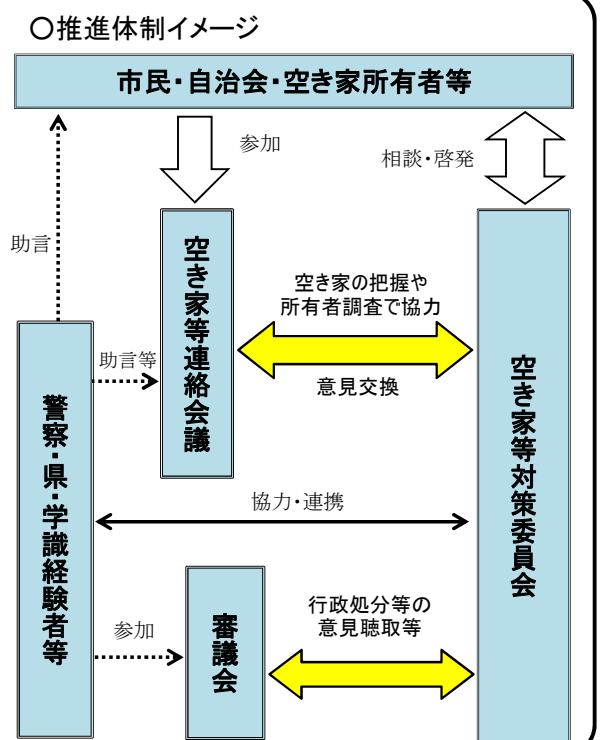 〇推進体制イメージ
市民・自治会・空き家所有者等
参加
相談・啓発
助言
空き家等連絡会議
空き家の把握や
所有者調査で協力
意見交換
助言等
警察・県・学識経験者等
空き家等対策委員会
協力・連携
参加
審議会
行政処分等の
意見聴取等